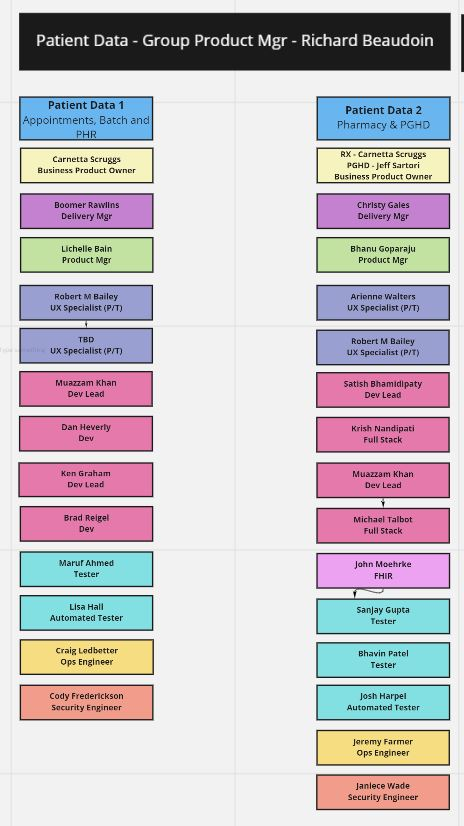 Patient Data - Group Product Mgr - Richard Beaudoin
Patient Data 1
Appointments, Batch and
PHR
Carnetta Scruggs
Business Product Owner
Boomer Rawlins
Delivery Mgr
Lichelle Bain
Product Mgr
Robert M Bailey
UX Specialist (P/T)
Type something
TBD
UX Specialist (P/T)
Muazzam Khan
Dev Lead
Dan Heverly
Dev
Ken Graham
Dev Lead
Brad Reigel
Dev
Maruf Ahmed
Tester
Lisa Hall
Automated Tester
Craig Ledbetter
Ops Engineer
Cody Frederickson
Security Engineer
Patient Data 2
Pharmacy & PGHD
RX - Carnetta Scruggs
PGHD - Jeff Sartori
Business Product Owner
Christy Gales
Delivery Mgr
Bhanu Goparaju
Product Mgr
Arienne Walters
UX Specialist (P/T)
Robert M Bailey
UX Specialist (P/T)
Satish Bhamidipaty
Dev Lead
Krish Nandipati
Full Stack
Muazzam Khan
Dev Lead
Michael Talbot
Full Stack
John Moehrke
FHIR
Sanjay Gupta
Tester
Bhavin Patel
Tester
Josh Harpel
Automated Tester
Jeremy Farmer
Ops Engineer
Janiece Wade
Security Engineer